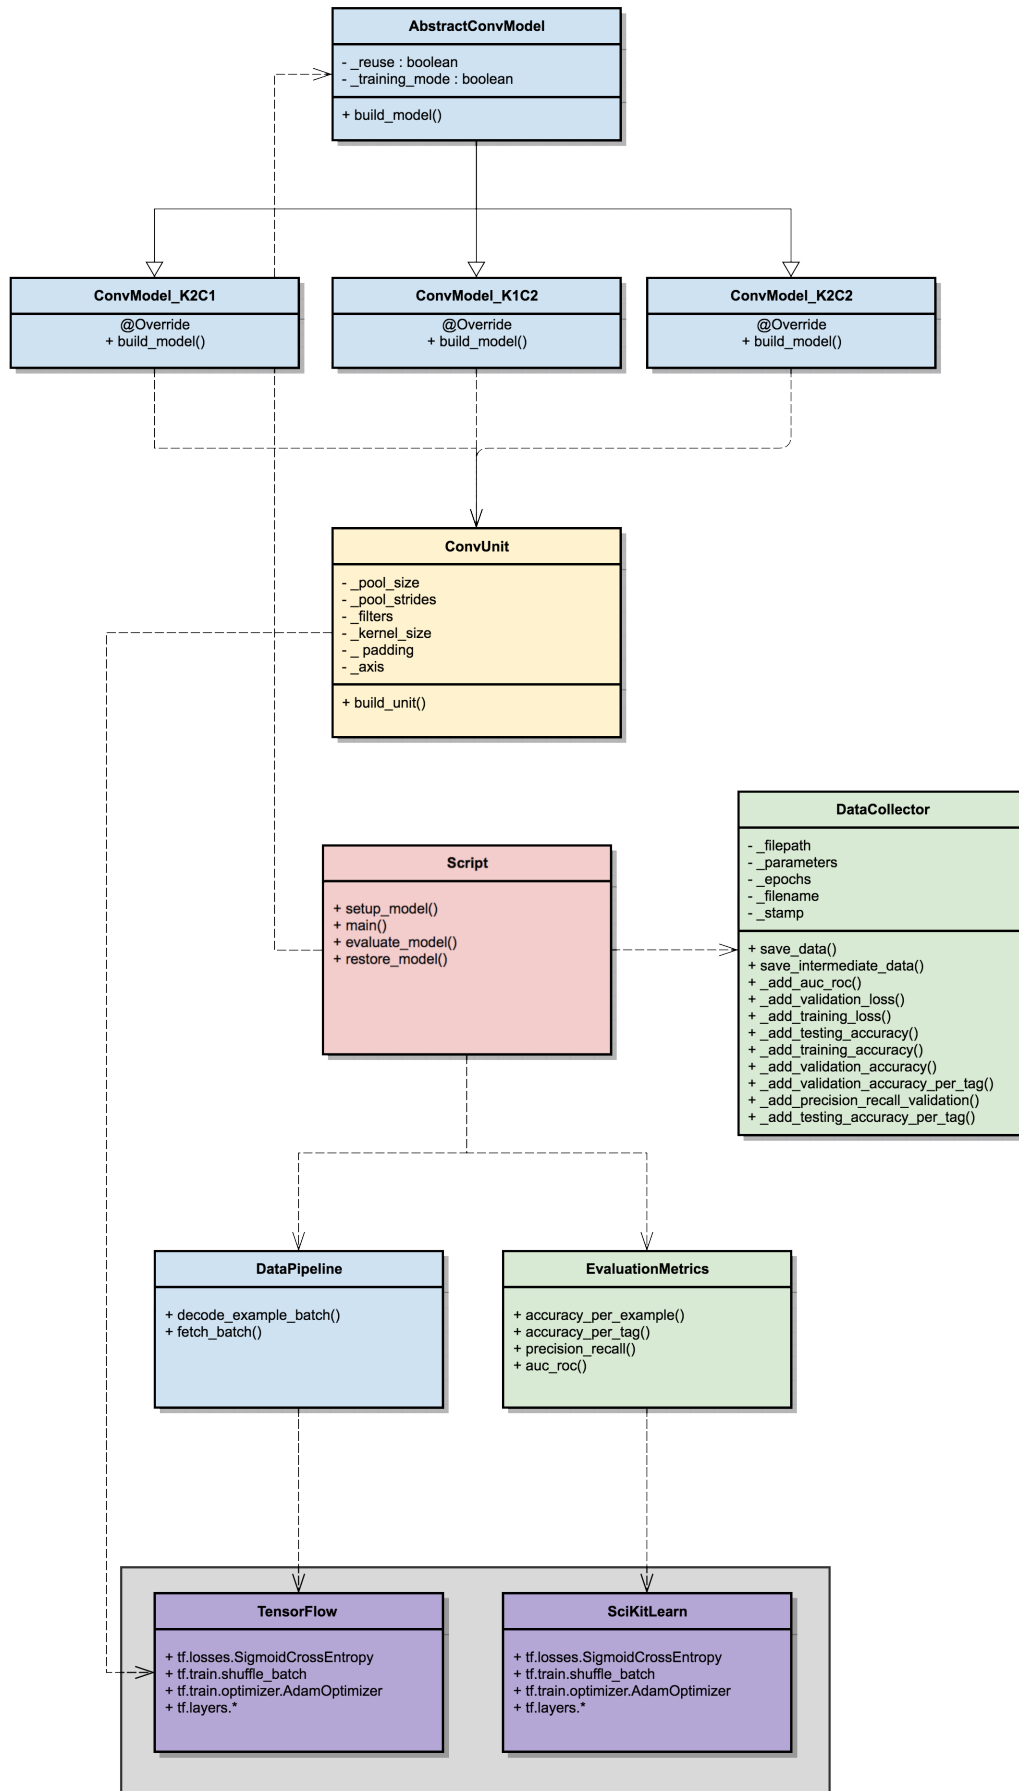 AbstractConvModel
- _reuse : boolean
- _training_mode : boolean
+ build_model()
ConvModel_K2C1
@Override
+ build_model()
ConvModel_K1C2
@Override
+ build_model()
ConvModel_K2C2
@Override
+ build_model()
ConvUnit
- _pool_size
- _pool_strides
- _filters
- _kernel_size
- _ padding
- _axis
+ build_unit()
Script
+ setup_model()
+ main()
+ evaluate_model()
+ restore_model()
DataCollector
- _filepath
- _parameters
- _epochs
- _filename
- _stamp
+ save_data()
+ save_intermediate_data()
+ _add_auc_roc()
+ _add_validation_loss()
+ _add_training_loss()
+ _add_testing_accuracy()
+ _add_training_accuracy()
+ _add_validation_accuracy()
+ _add_validation_accuracy_per_tag()
+ _add_precision_recall_validation()
+ _add_testing_accuracy_per_tag()
DataPipeline
+ decode_example_batch()
+ fetch_batch()
EvaluationMetrics
+ accuracy_per_example()
+ accuracy_per_tag()
+ precision_recall()
+ auc_roc()
TensorFlow
+ tf.losses.SigmoidCrossEntropy
+ tf.train.shuffle_batch
+ tf.train.optimizer.AdamOptimizer
+ tf.layers.*
SciKitLearn
+ tf.losses.SigmoidCrossEntropy
+ tf.train.shuffle_batch
+ tf.train.optimizer.AdamOptimizer
+ tf.layers.*